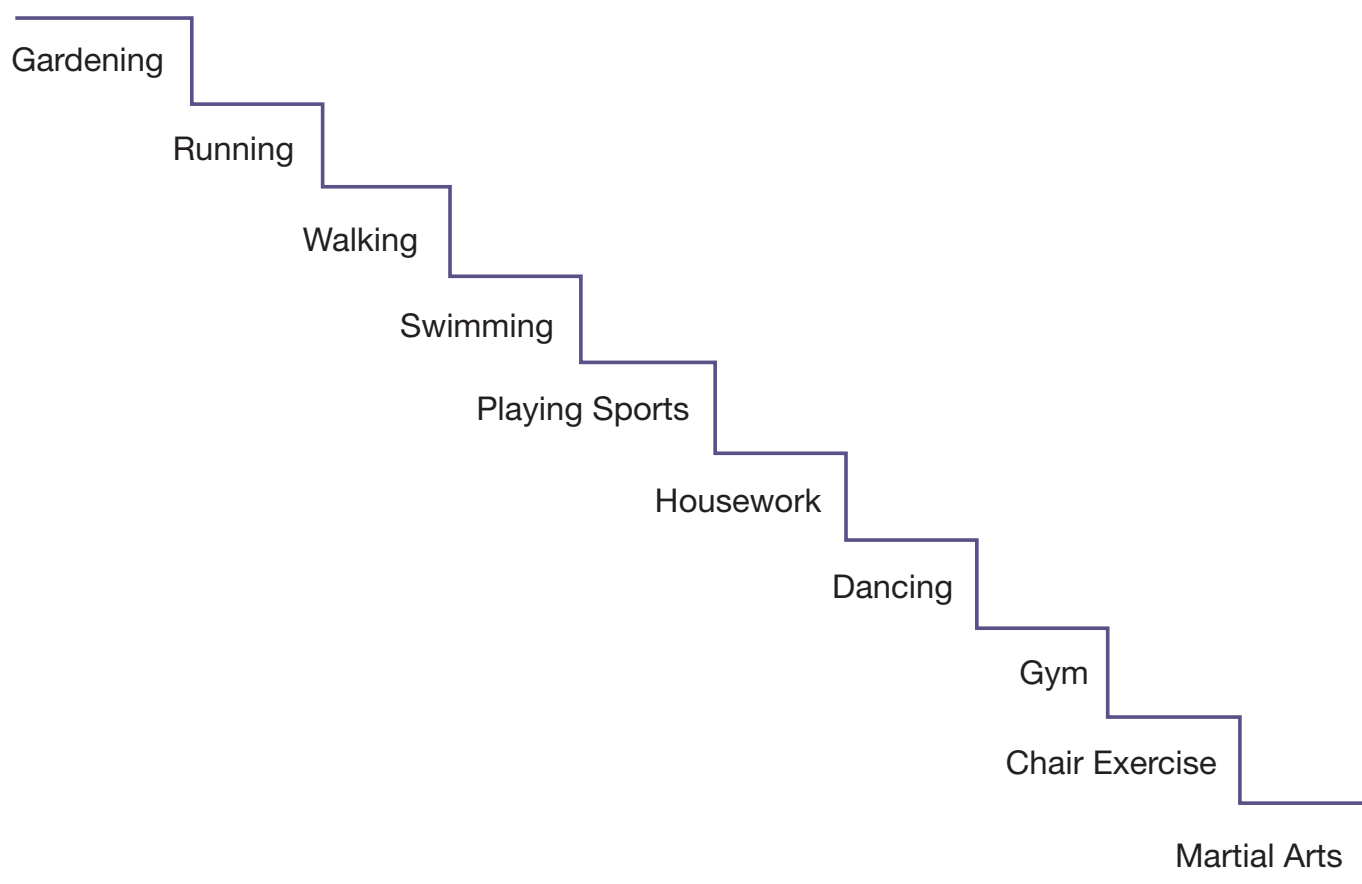 Gardening
Running
Walking
Swimming
Playing Sports
Housework
Dancing
Gym
Chair Exercise
Martial Arts